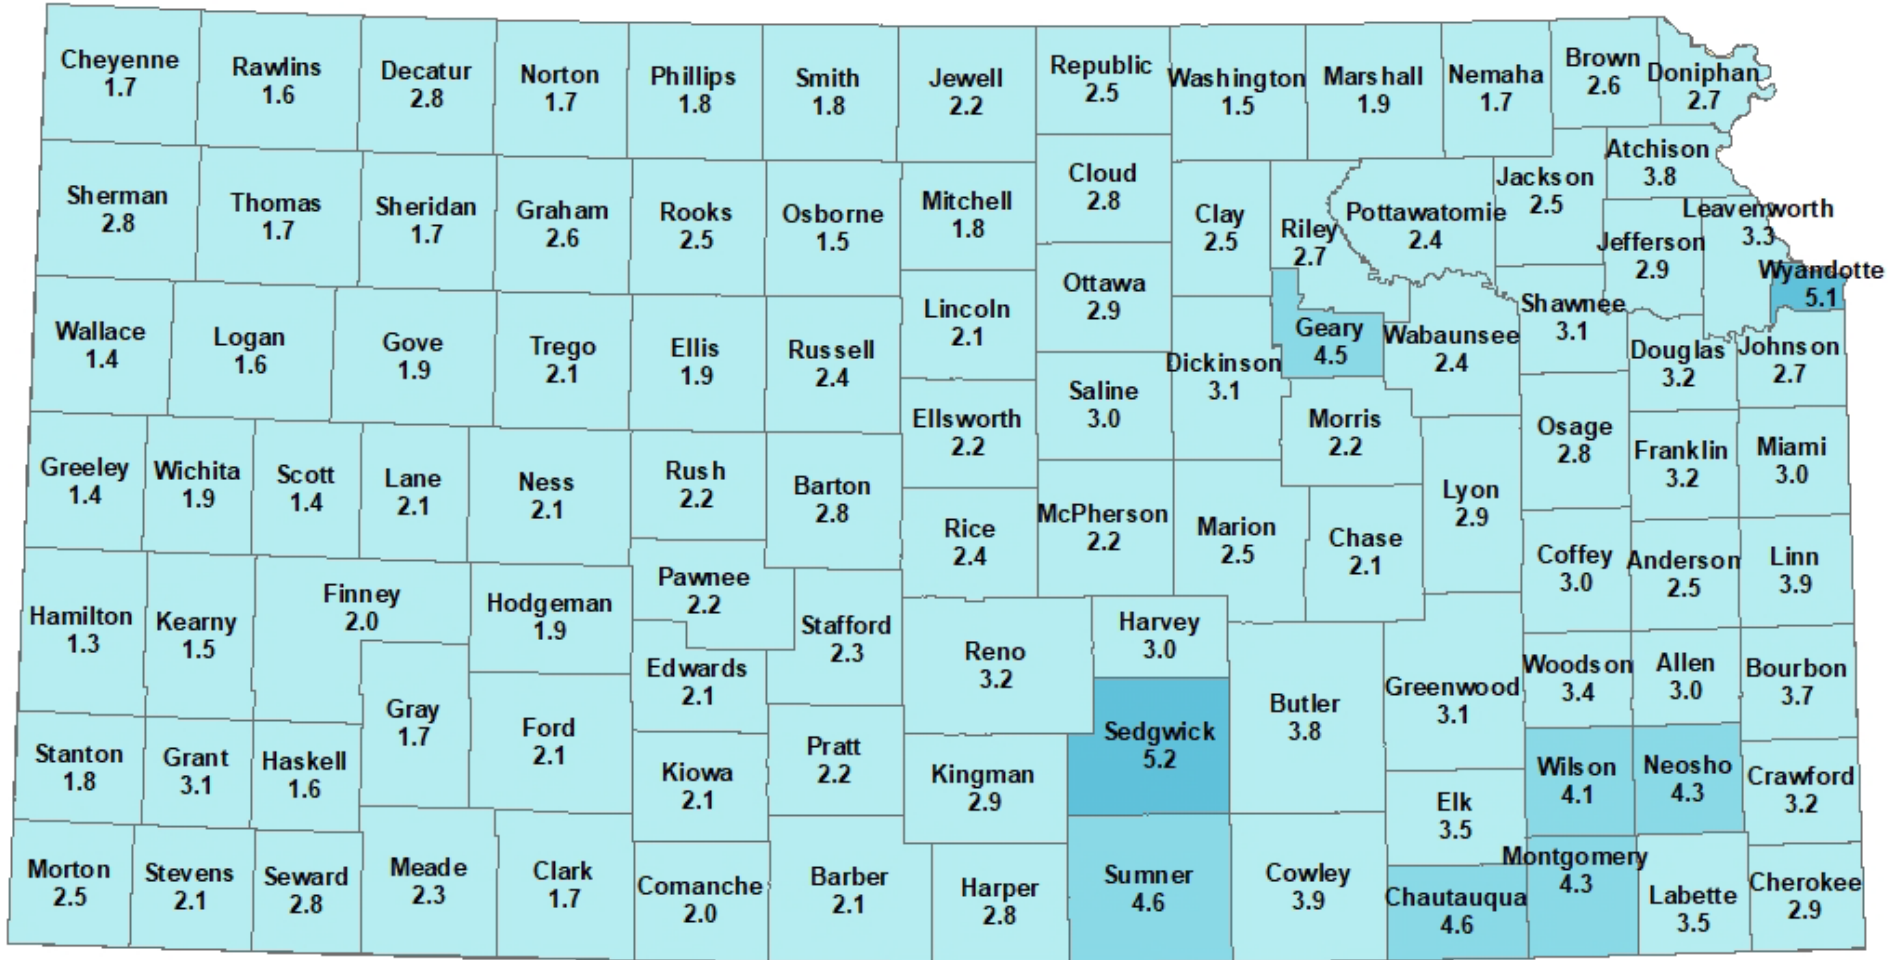 Cheyenne
1.7
Rawlins
1.6
Decatur
2.8
Norton
1.7
Phillips
1.8
Smith
1.8
Jewell
2.2
Republic
2.5
Washington
1.5
Marshall
1.9
Nemaha
1.7
Brown
2.6
Doniphan
2.7
Sherman
2.8
Thomas
1.7
Sheridan
1.7
Graham
2.6
Rooks
2.5
Osborne
1.5
Mitchell
1.8
Cloud
2.8
Clay
2.5
Riley
2.7
Pottawatomie
2.4
Jackson
2.5
Atchison
3.8
Jefferson
2.9
Leavenworth
3.3
Wyandotte
5.1
Wallace
1.4
Logan
1.6
Gove
1.9
Trego
2.1
Ellis
1.9
Russell
2.4
Lincoln
2.1
Ottawa
2.9
Dickinson
3.1
Geary
4.5
Wabaunsee
2.4
Shawnee
3.1
Douglas
3.2
Johnson
2.7
Ellsworth
2.2
Saline
3.0
Morris
2.2
Osage
2.8
Franklin
3.2
Miami
3.0
Greeley
1.4
Wichita
1.9
Scott
1.4
Lane
2.1
Ness
2.1
Rush
2.2
Barton
2.8
Rice
2.4
McPherson
2.2
Marion
2.5
Chase
2.1
Lyon
2.9
Coffey
3.0
Anderson
2.5
Linn
3.9
Hamilton
1.3
Kearny
1.5
Finney
2.0
Hodgeman
1.9
Pawnee
2.2
Stafford
2.3
Edwards
2.1
Reno
3.2
Harvey
3.0
Butler
3.8
Greenwood
3.1
Woodson
3.4
Allen
3.0
Bourbon
3.7
Gray
1.7
Ford
2.1
Sedgwick
5.2
Stanton
1.8
Grant
3.1
Haskell
1.6
Kiowa
2.1
Pratt
2.2
Kingman
2.9
Elk
3.5
Wilson
4.1
Neosho
4.3
Crawford
3.2
Morton
2.5
Stevens
2.1
Seward
2.8
Meade
2.3
Clark
1.7
Comanche
2.0
Barber
2.1
Harper
2.8
Sumner
4.6
Cowley
3.9
Chautauqua
4.6
Montgomery
4.3
Labette
3.5
Cherokee
2.9